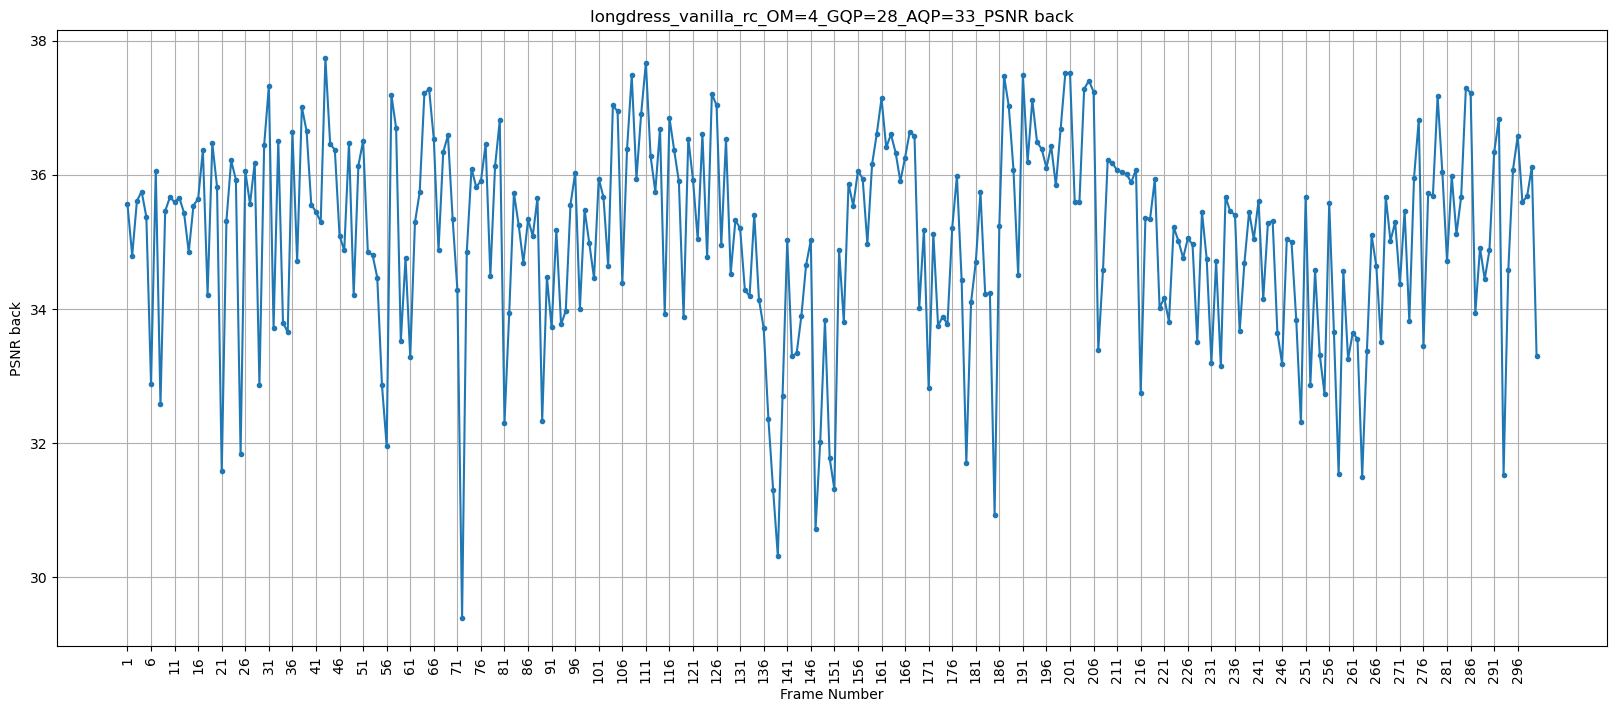 longdress_vanilla_rc_OM=4_GQP=28_AQP=33_PSNR back
38
36
34
32
30
PSNR back
1 6 11 16 21 26 31 36 41 46 51 56 61 66 71 76 81 86 91 96 101 106 111 116 121 126 131 136 141 146 151 156 161 166 171 176 181 186 191 196 201 206 211 216 221 226 231 236 241 246 251 256 261 266 271 276 281 286 291 296
Frame Number